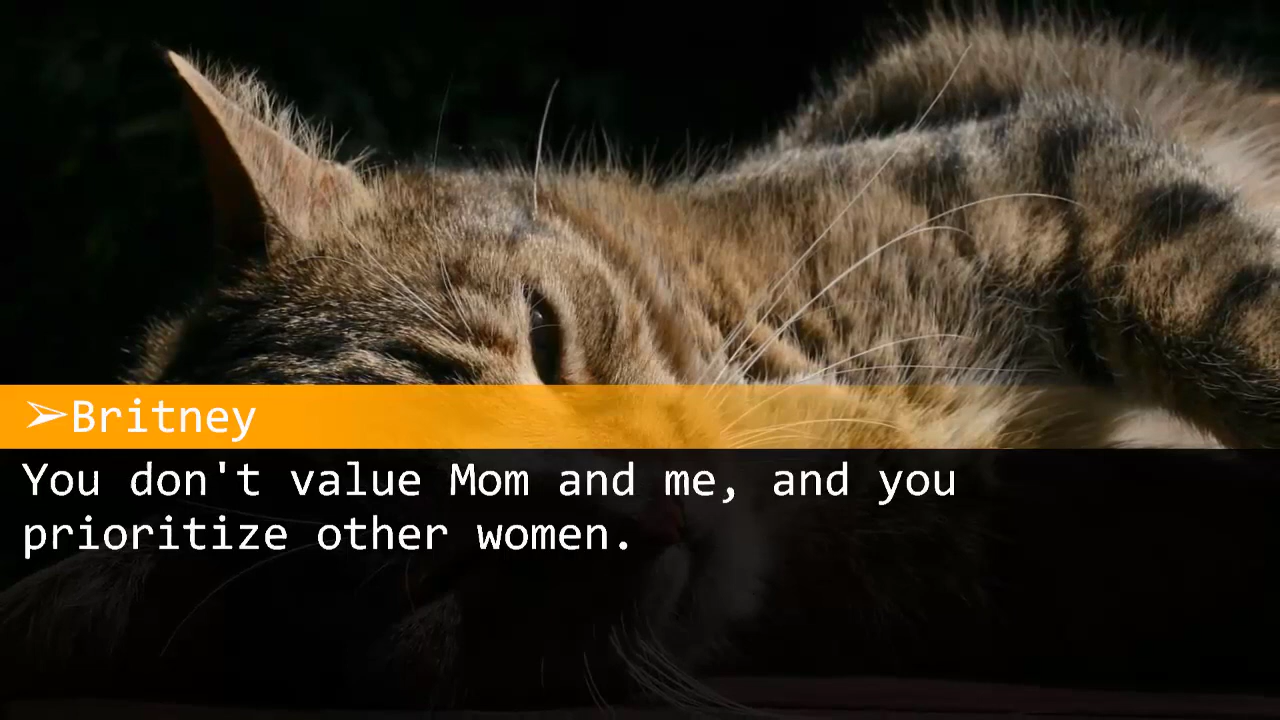 ➢Britney
You don't value Mom and me, and you
prioritize other women.